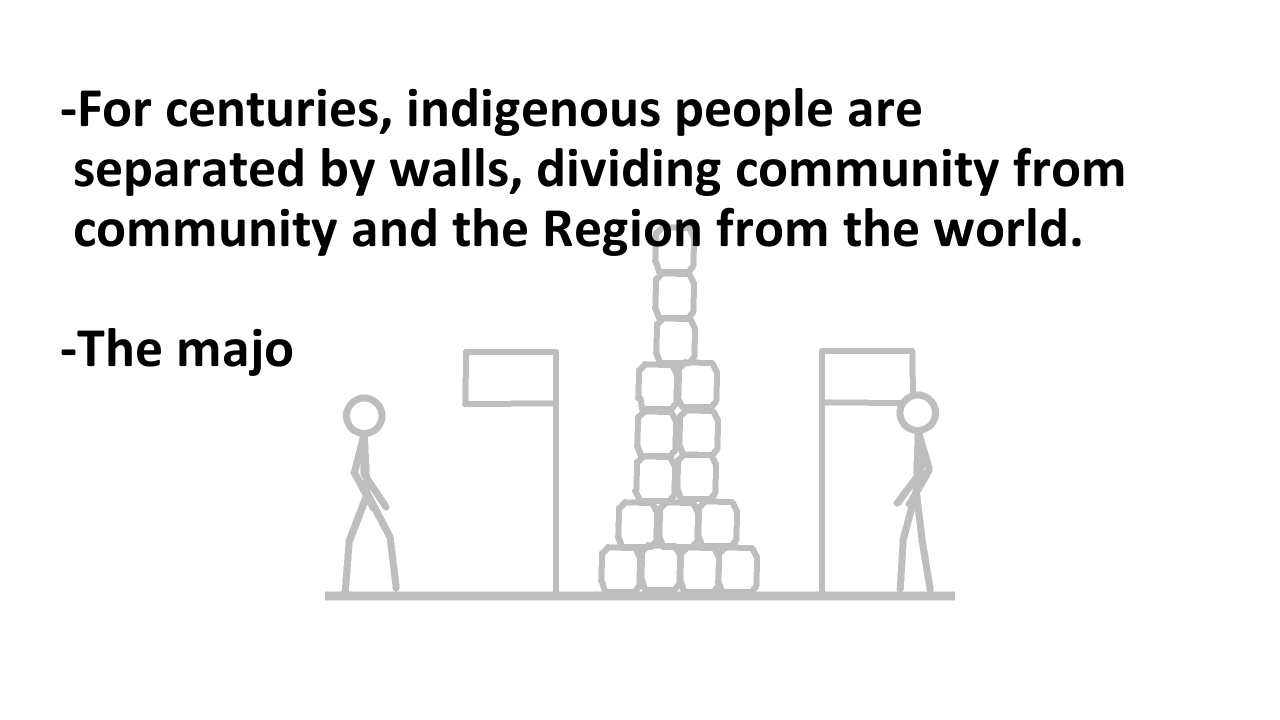 -For centuries, indigenous people are
separated by walls, dividing community from
community and the Region from the world.
-The majo